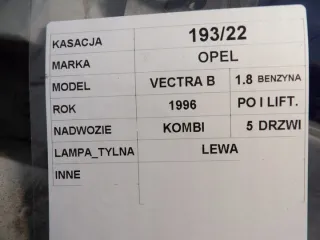 KASACJA 193/22
MARKA OPEL
MODEL VECTRA B 1.8 BENZYNA
ROK 1996 PO I LIFT.
NADWOZIE KOMBI 5 DRZWI
LAMPA_TYLNA LEWA
INNE